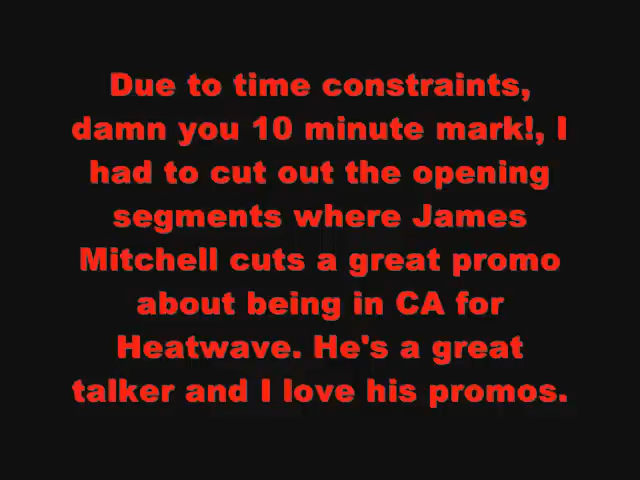 Due to time constraints,
damn you 10 minute mark!, I
had to cut out the opening
segments where James
Mitchell cuts a great promo
about being in CA for
Heatwave. He's a great
talker and I love his promos.